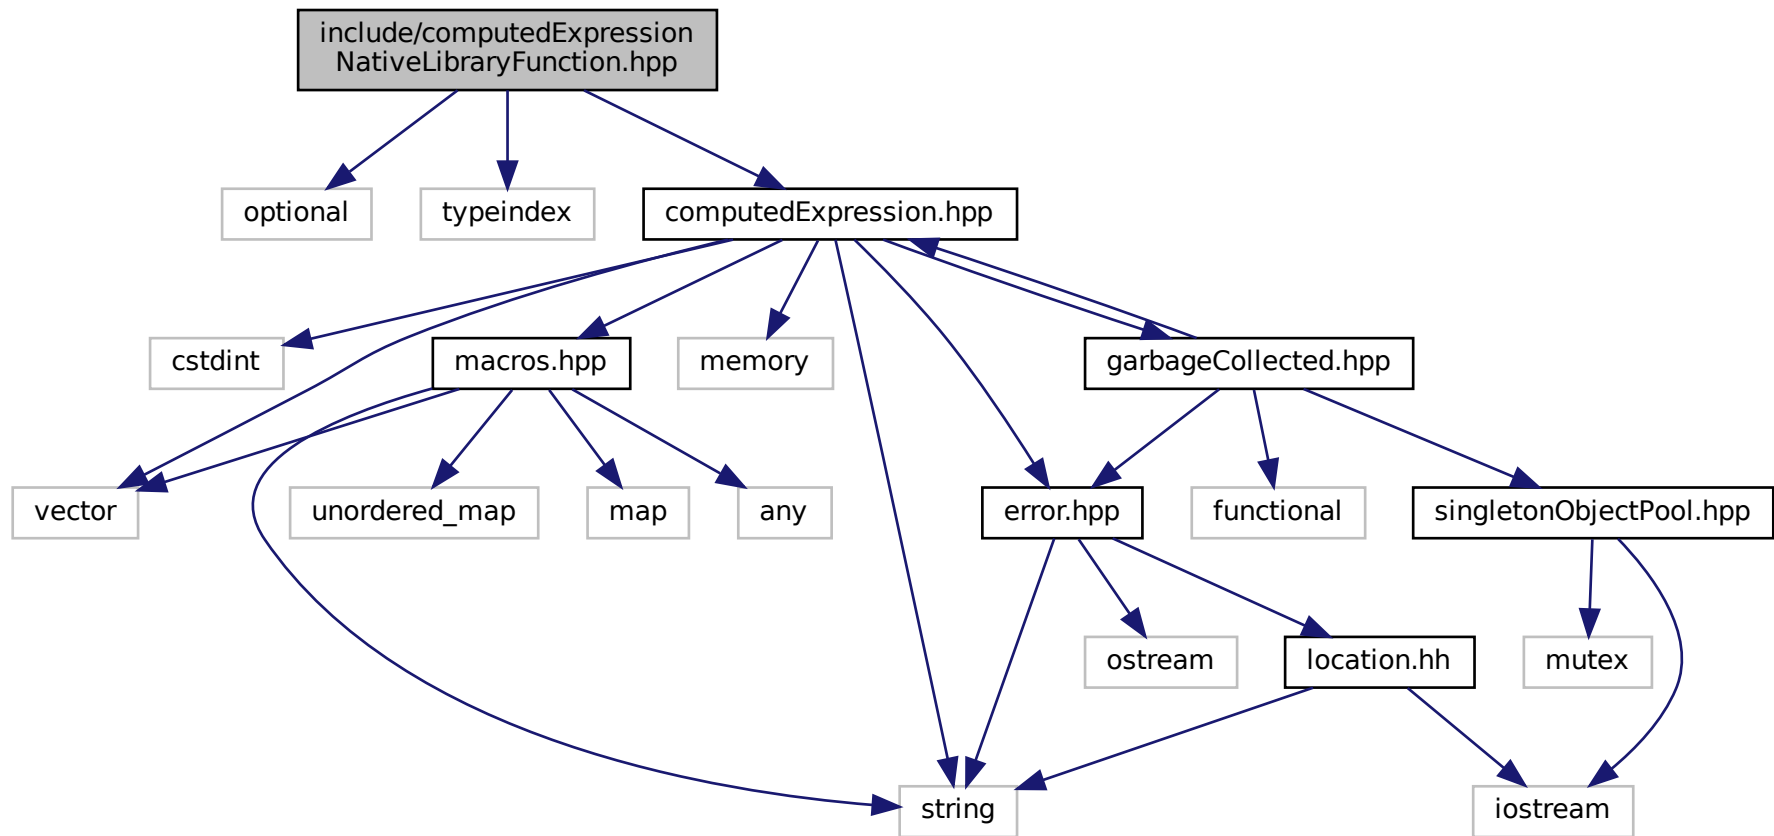 include/computedExpression
NativeLibraryFunction.hpp
optional
typeindex
computedExpression.hpp
cstdint
macros.hpp
memory
garbageCollected.hpp
vector
unordered_map
map
any
error.hpp
functional
singletonObjectPool.hpp
ostream
location.hh
mutex
string
iostream